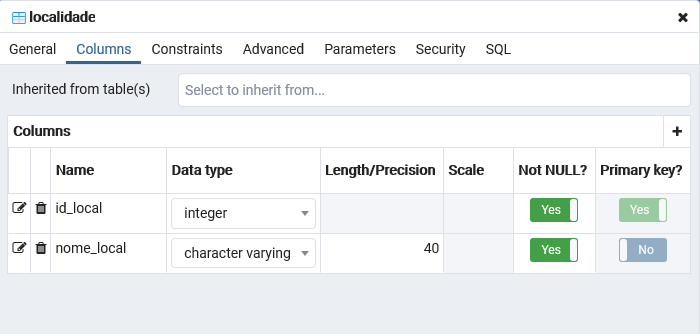 localidade
General Columns Constraints Advanced Parameters Security SQL
Inherited from table(s) Select to inherit from...
Columns
Name Data type Length/Precision Scale Not NULL? Primary key?
id_local integer Yes Yes
nome_local character varying 40 Yes No